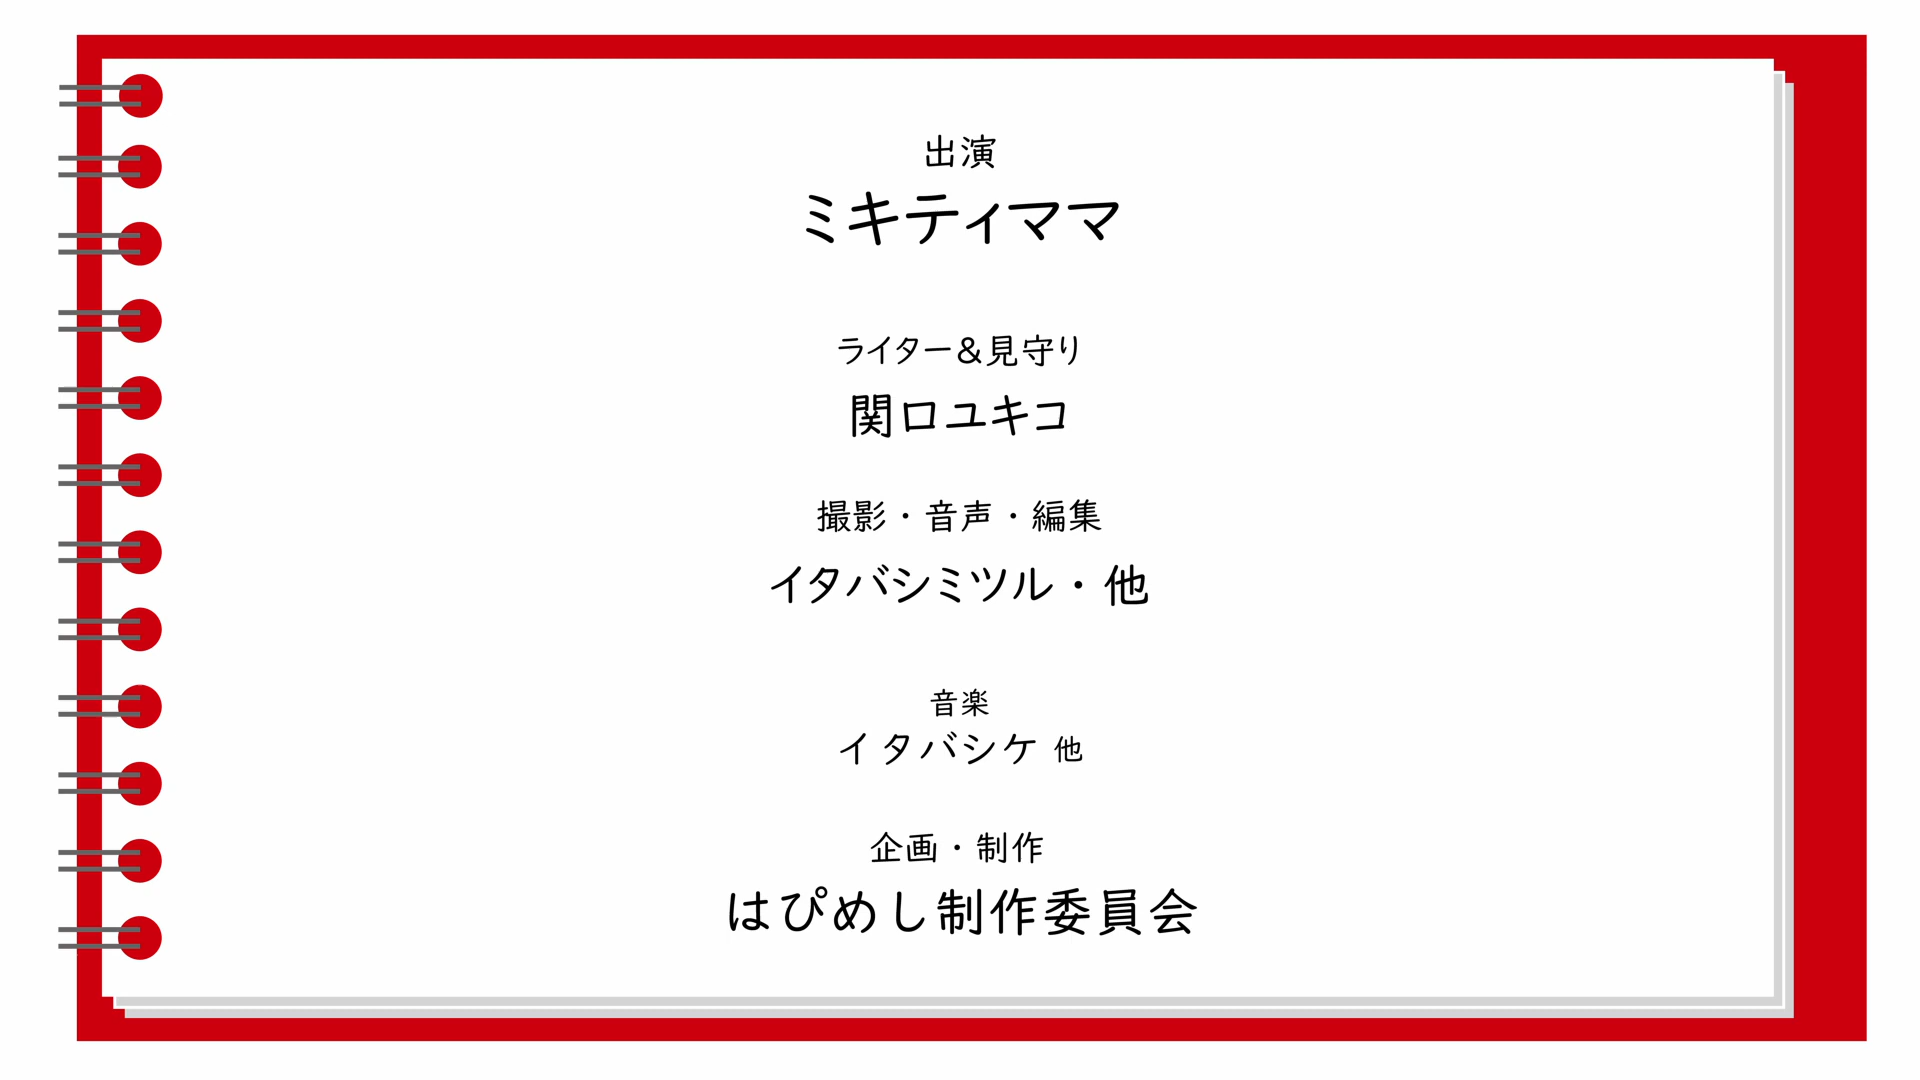 出演
ミキティママ
ライター＆見守り
関口ユキコ
撮影・音声・編集
イタバシミツル・他
音楽
イタバシケ 他
企画・制作
はぴめし制作委員会